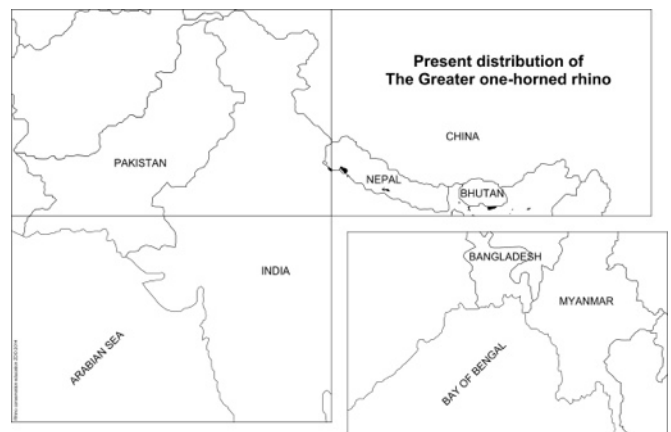 Present distribution of
The Greater one-horned rhino
CHINA
PAKISTAN
NEPAL
BHUTAN
BANGLADESH
INDIA
MYANMAR
ARABIAN SEA
BAY OF BENGAL